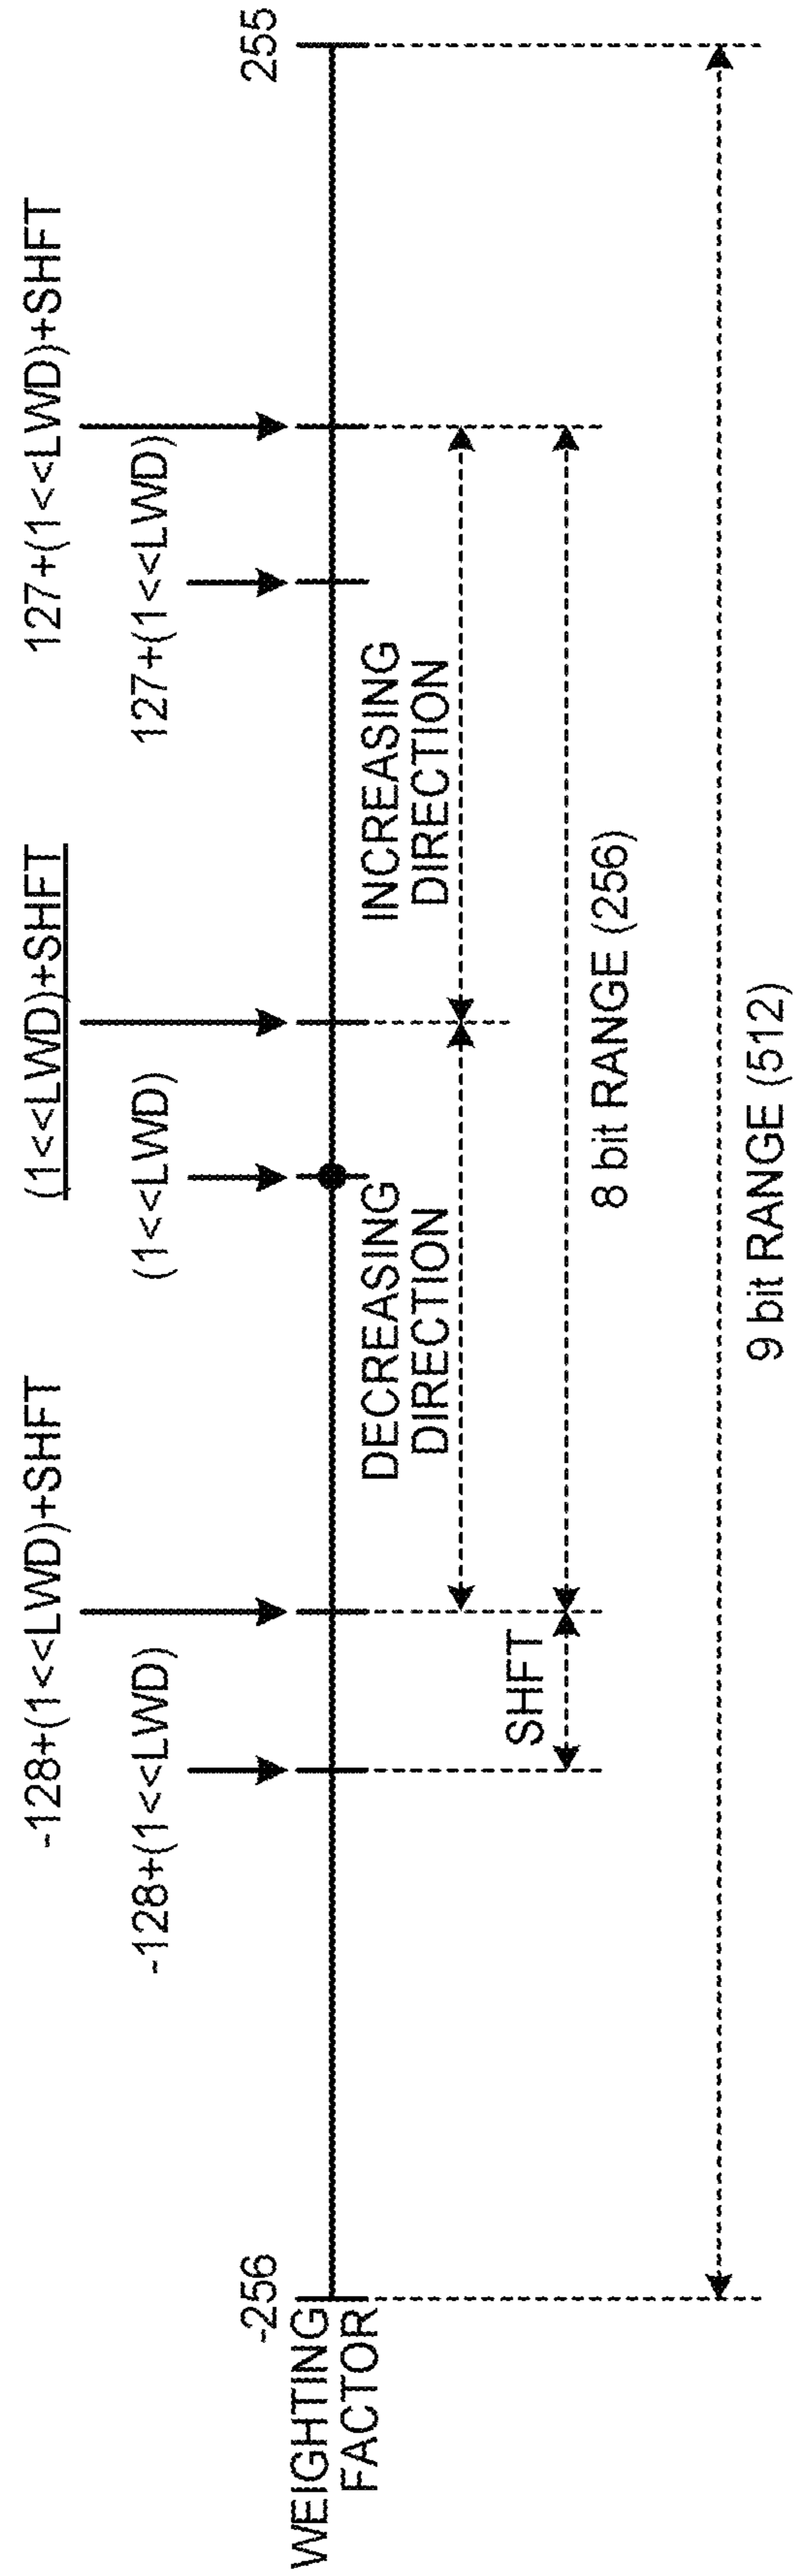 -128+(1<<LWD)+SHFT
(1<<LWD)+SHFT
127+(1<<LWD)+SHFT
-128+(1<<LWD)
(1<<LWD)
127+(1<<LWD)
-256
255
WEIGHTING
FACTOR
DECREASING
DIRECTION
INCREASING
DIRECTION
SHFT
8 bit RANGE (256)
9 bit RANGE (512)